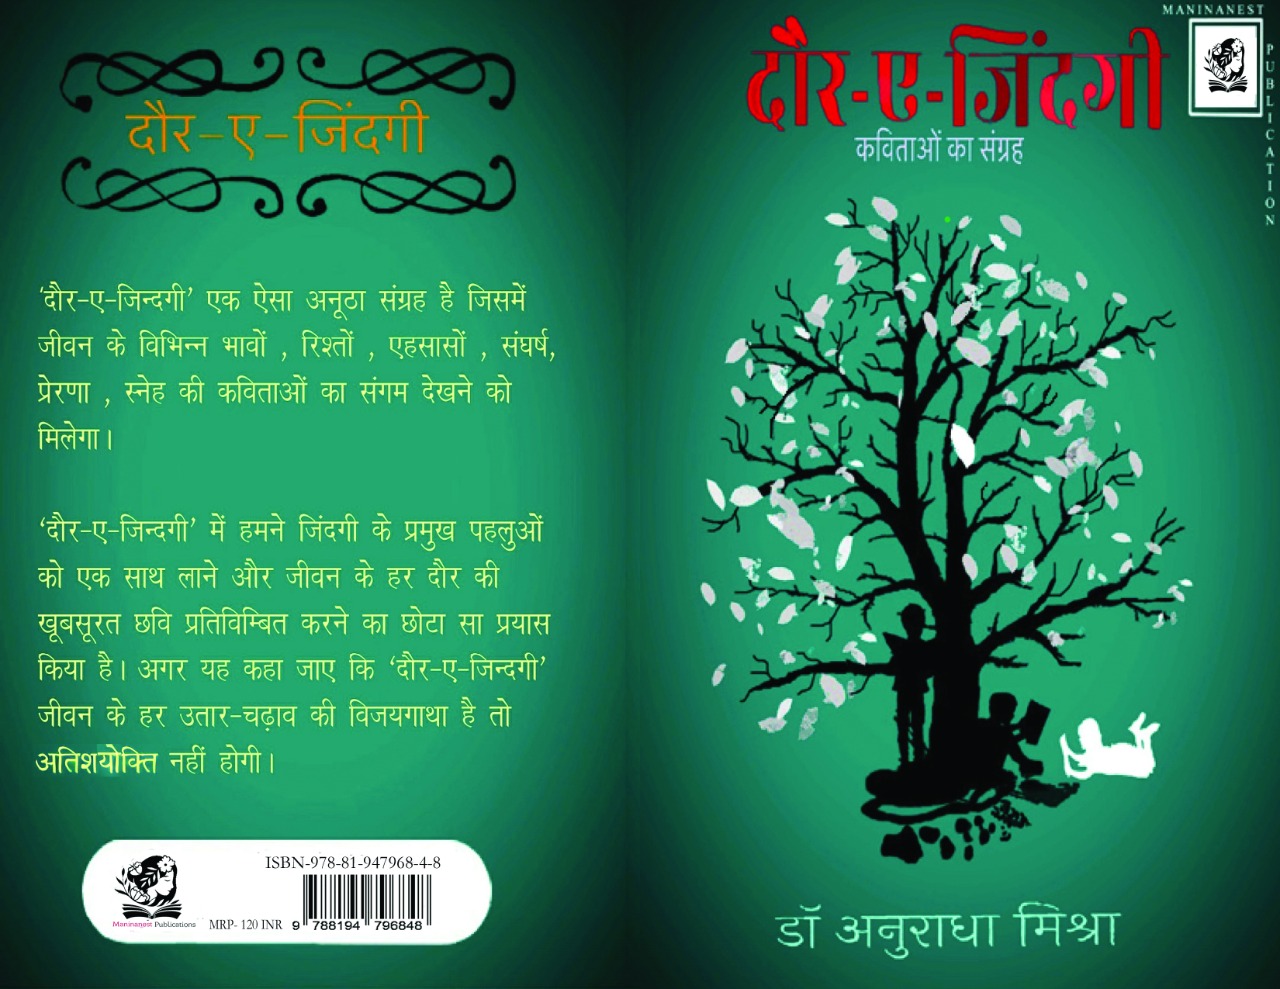 दौर-ए-जिंदगी
'दौर-ए-जिन्दगी' एक ऐसा अनूठा संग्रह है जिसमें
जीवन के विभिन्न भावों , रिश्तों , एहसासों , संघर्ष,
प्रेरणा , स्नेह की कविताओं का संगम देखने को
मिलेगा।
'दौर-ए-जिन्दगी' में हमने जिंदगी के प्रमुख पहलुओं
को एक साथ लाने और जीवन के हर दौर की
खूबसूरत छवि प्रतिविम्बित करने का छोटा सा प्रयास
किया है। अगर यह कहा जाए कि 'दौर-ए-जिन्दगी'
जीवन के हर उतार-चढ़ाव की विजयगाथा है तो
अतिशयोक्ति नहीं होगी।
ISBN-978-81-947968-4-8
Maninanest Publications
MRP- 120 INR
9 788194 796848
MANINANEST
PUBLICATION
दौर-ए-जिंदगी
कविताओं का संग्रह
डॉ अनुराधा मिश्रा